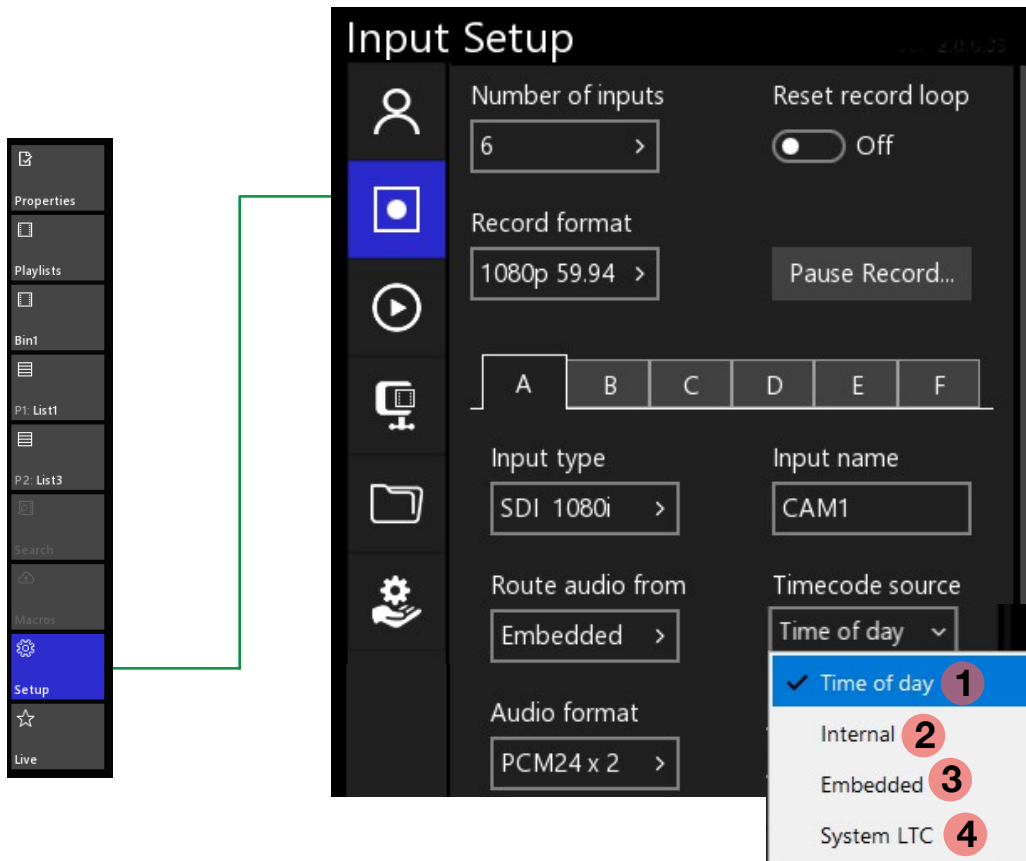 Input Setup
Number of inputs
Reset record loop
6 >
Off
Record format
1080p 59.94 >
Pause Record...
A B C D E F
Input type
Input name
SDI 1080i >
CAM1
Route audio from
Timecode source
Embedded >
Time of day
Time of day 1
Internal 2
Embedded 3
System LTC 4
Audio format
PCM24 x 2 >
Properties
Playlists
Bin1
P1: List1
P2: List3
Search
Macros
Setup
Live